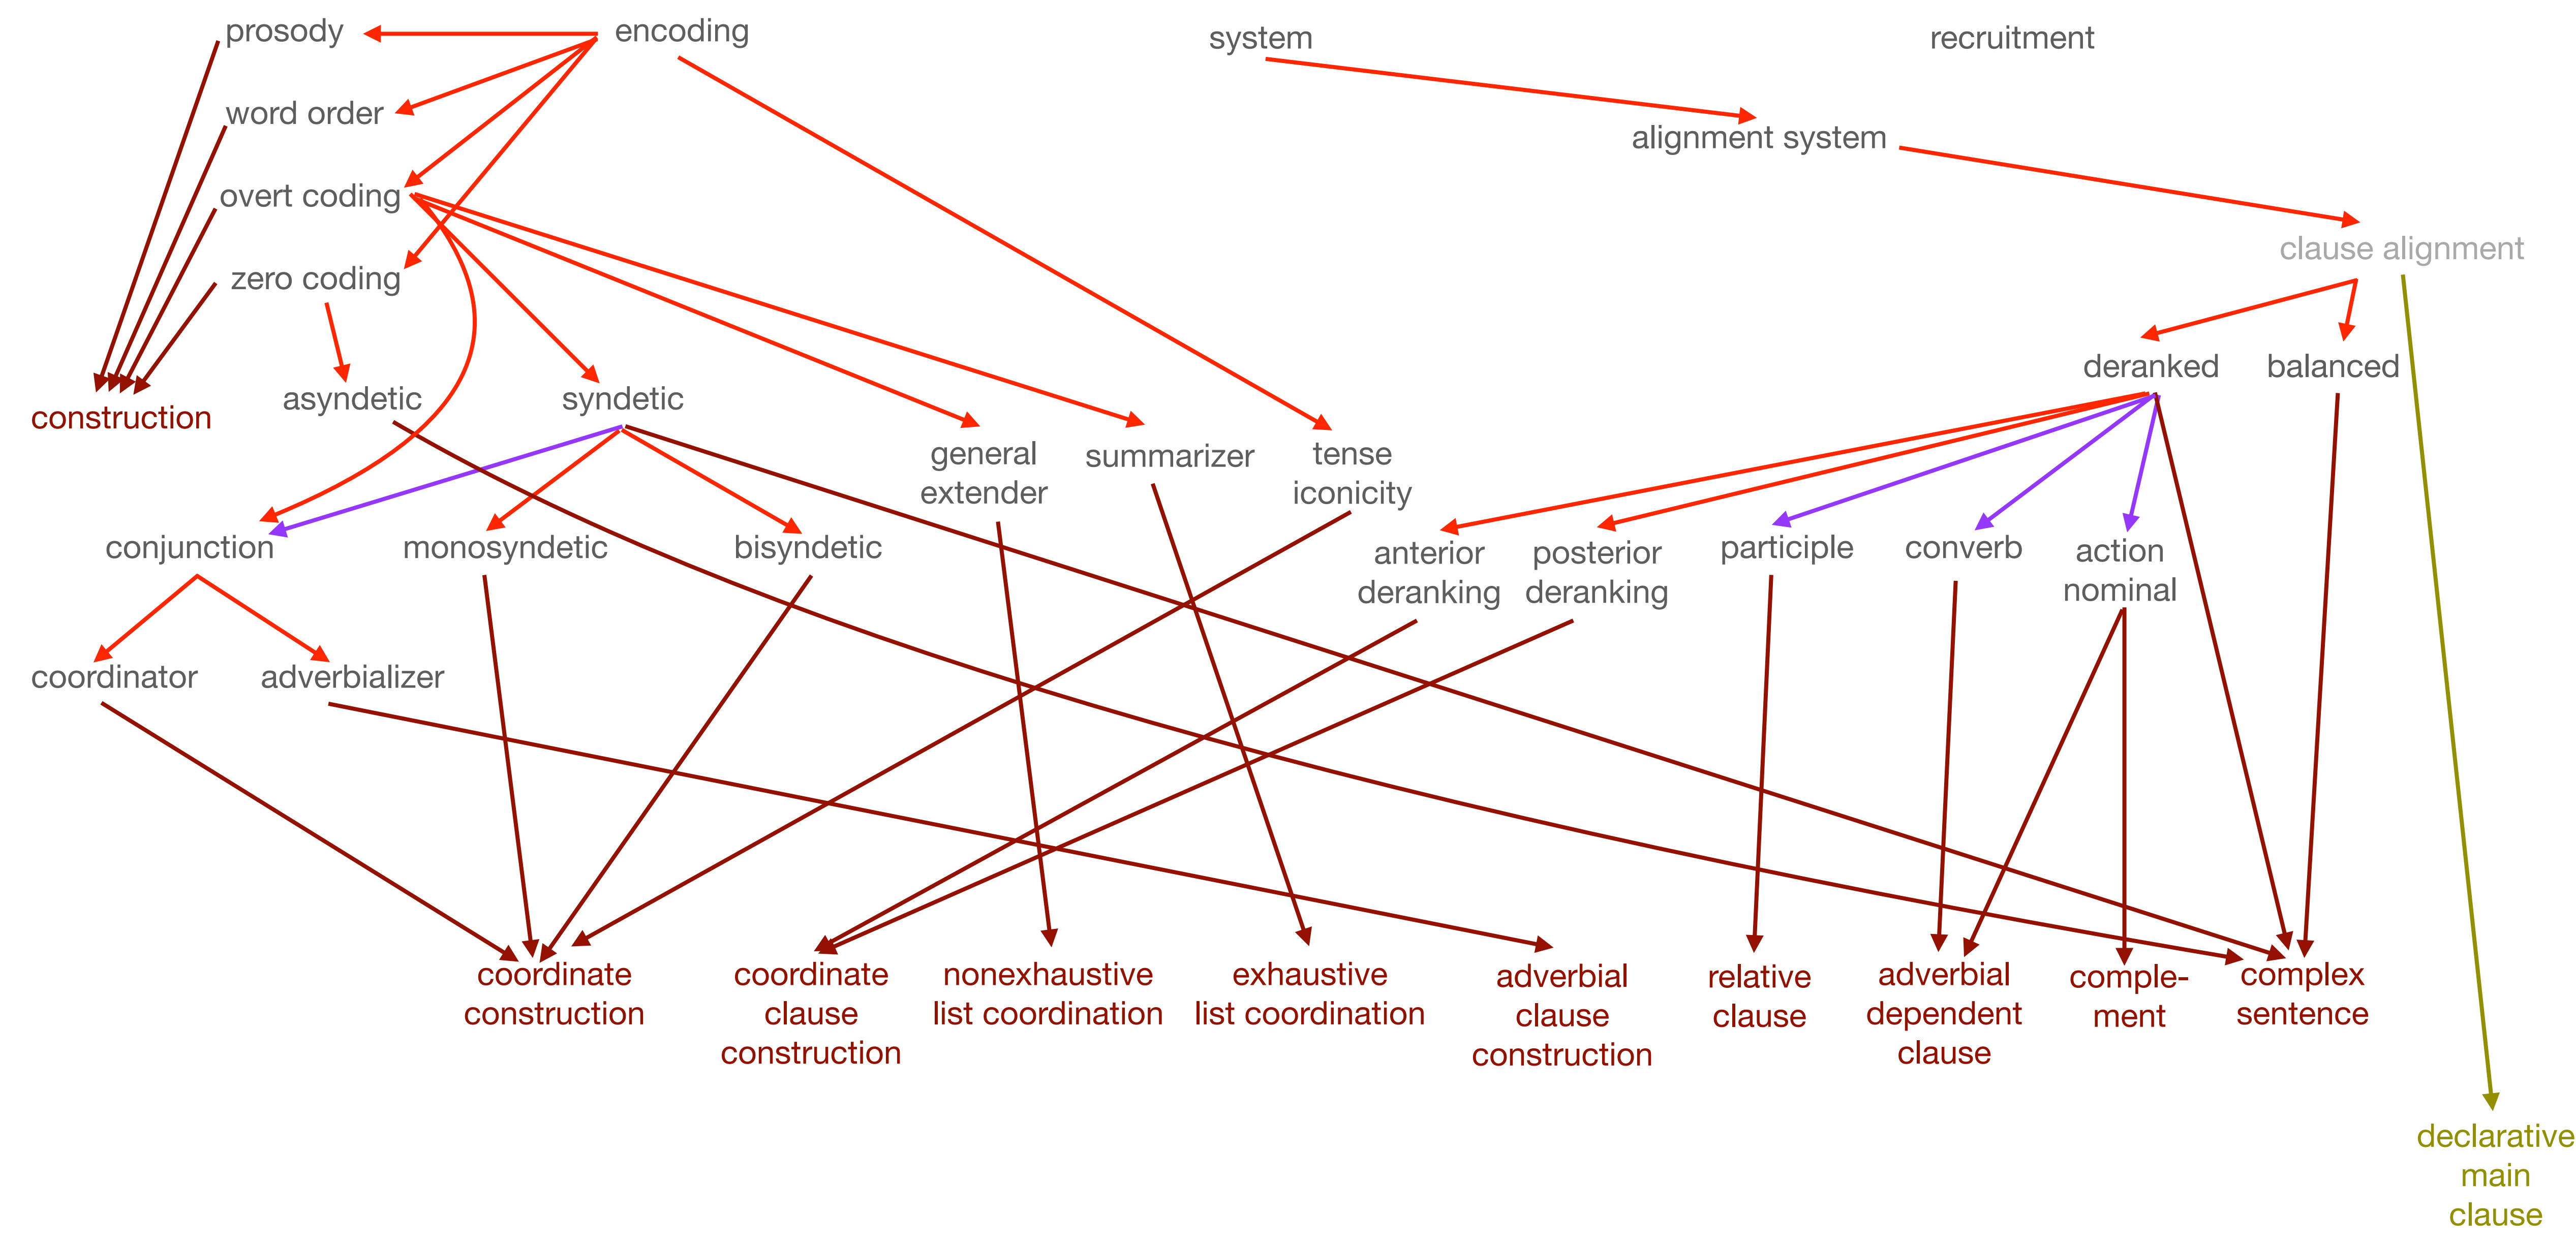 prosody
encoding
system
recruitment
word order
alignment system
overt coding
clause alignment
zero coding
deranked
balanced
construction
asyndetic
syndetic
general
extender
summarizer
tense
iconicity
conjunction
monosyndetic
bisyndetic
anterior
deranking
posterior
deranking
participle
converb
action
nominal
coordinator
adverbializer
coordinate
construction
coordinate
clause
construction
nonexhaustive
list coordination
exhaustive
list coordination
adverbial
clause
construction
relative
clause
adverbial
dependent
clause
comple-
ment
complex
sentence
declarative
main
clause